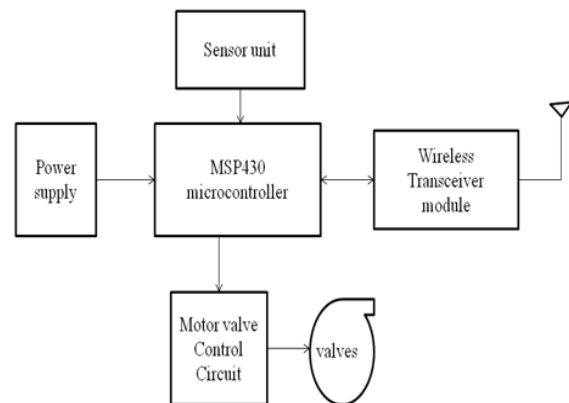 Sensor unit
Power
supply
MSP430
microcontroller
Wireless
Transceiver
module
Motor valve
Control
Circuit
valves